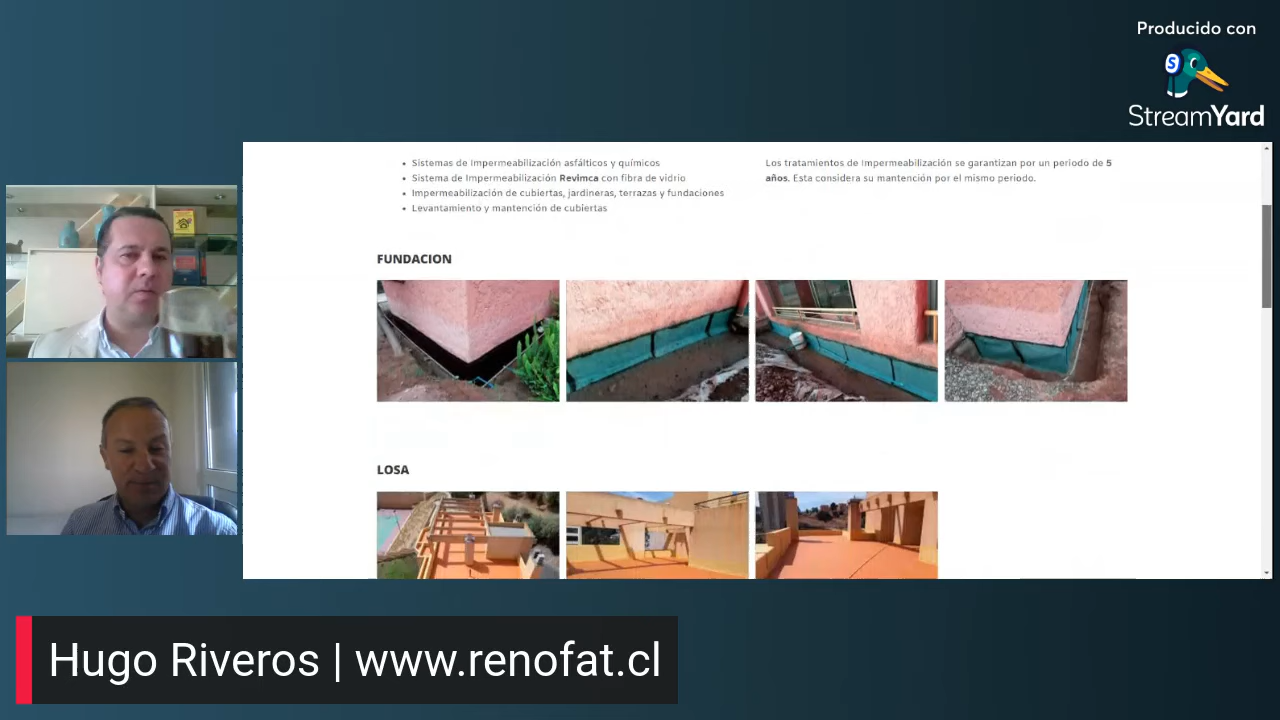 Producido con
StreamYard
Sistemas de Impermeabilización asfálticos y químicos
Sistema de Impermeabilización Revimca con fibra de vidrio
Impermeabilización de cubiertas, jardineras, terrazas y fundaciones
Levantamiento y mantención de cubiertas
Los tratamientos de Impermeabilización se garantizan por un periodo de 5
años. Esta considera su mantención por el mismo periodo.
FUNDACION
LOSA
Hugo Riveros | www.renofat.cl